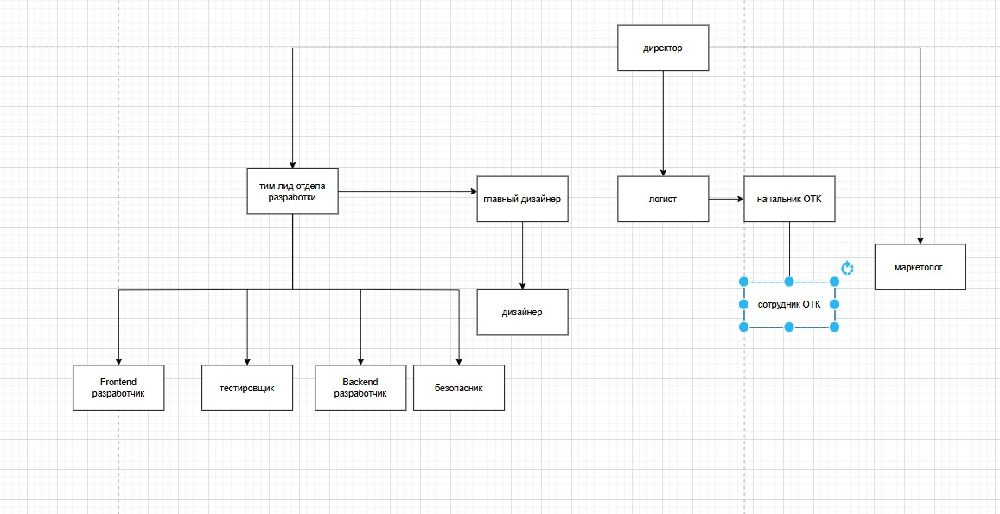 директор
тим-лид отдела
разработки
главный дизайнер
логист
начальник ОТК
маркетолог
дизайнер
сотрудник ОТК
Frontend
разработчик
тестировщик
Backend
разработчик
безопасник